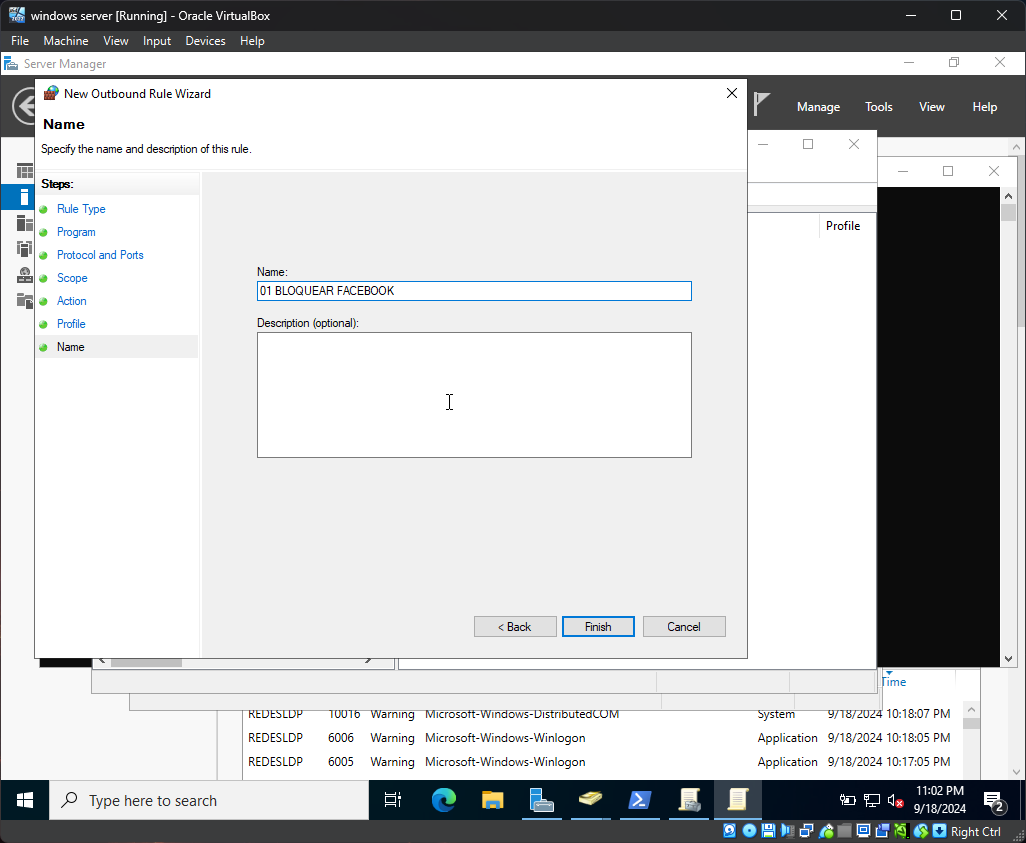 windows server [Running] - Oracle VirtualBox
File Machine View Input Devices Help
Server Manager
New Outbound Rule Wizard
Manage Tools View Help
Name
Specify the name and description of this rule.
Steps:
Rule Type
Program
Protocol and Ports
Scope
Action
Profile
Name
Name:
01 BLOQUEAR FACEBOOK
Description (optional):
< Back Finish Cancel
Profile
Time
REDESLDP 10016 Warning Microsoft-Windows-DistributedCOM System 9/18/2024 10:18:07 PM
REDESLDP 6006 Warning Microsoft-Windows-Winlogon Application 9/18/2024 10:18:05 PM
REDESLDP 6005 Warning Microsoft-Windows-Winlogon Application 9/18/2024 10:17:05 PM
Type here to search
11:02 PM
9/18/2024
2
Right Ctrl